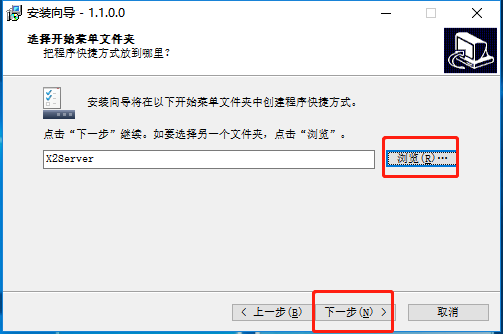 安装向导 - 1.1.0.0
选择开始菜单文件夹
把程序快捷方式放到哪里?
安装向导将在以下开始菜单文件夹中创建程序快捷方式。
点击“下一步”继续。如要选择另一个文件夹,点击“浏览”。
X2Server
浏览(R)...
< 上一步(B)
下一步(N) >
取消